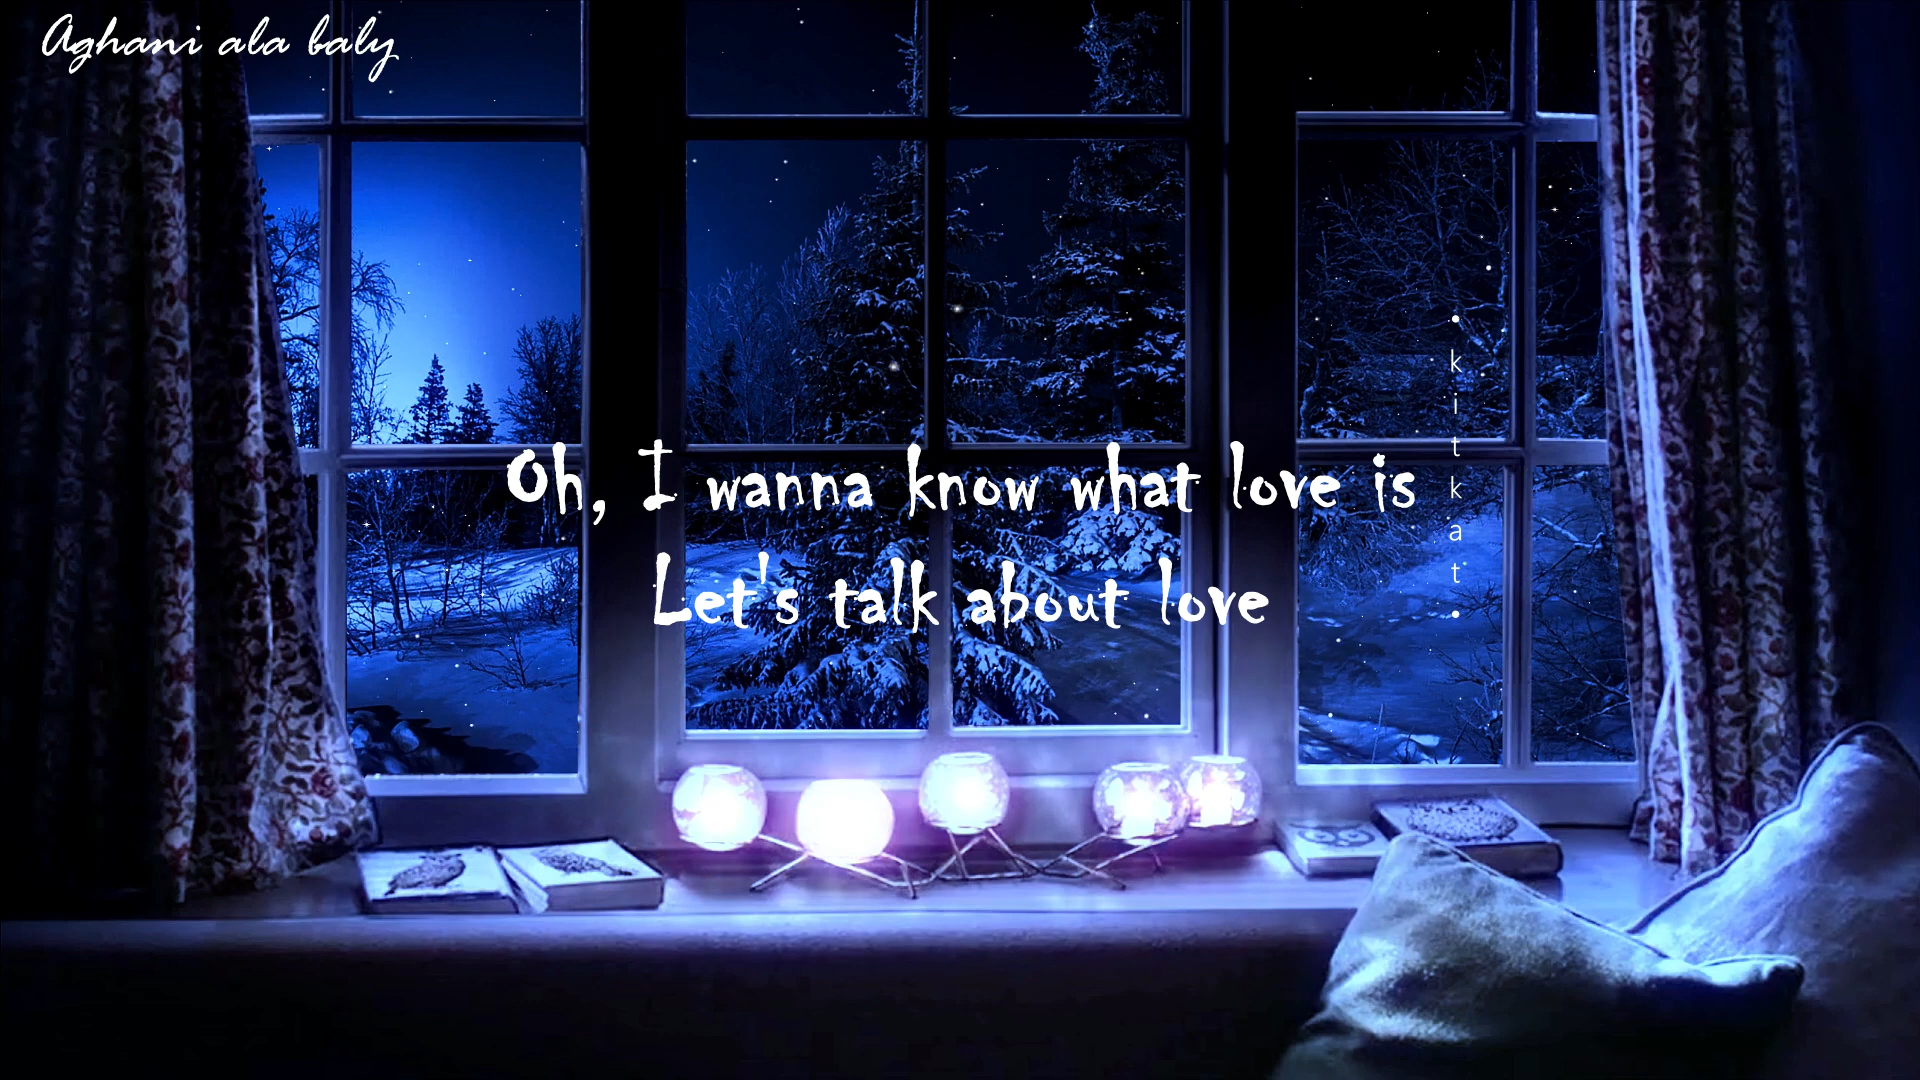 Aghani ala baly
Oh, I wanna know what love is
Let's talk about love
• kitkat •